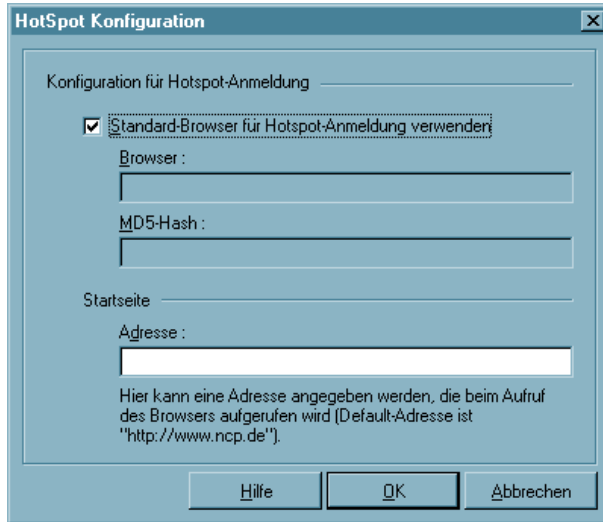 HotSpot Konfiguration
Konfiguration für Hotspot-Anmeldung
Standard-Browser für Hotspot-Anmeldung verwenden
Browser :
MD5-Hash :
Startseite
Adresse :
Hier kann eine Adresse angegeben werden, die beim Aufruf
des Browsers aufgerufen wird (Default-Adresse ist
"http://www.ncp.de").
Hilfe
OK
Abbrechen